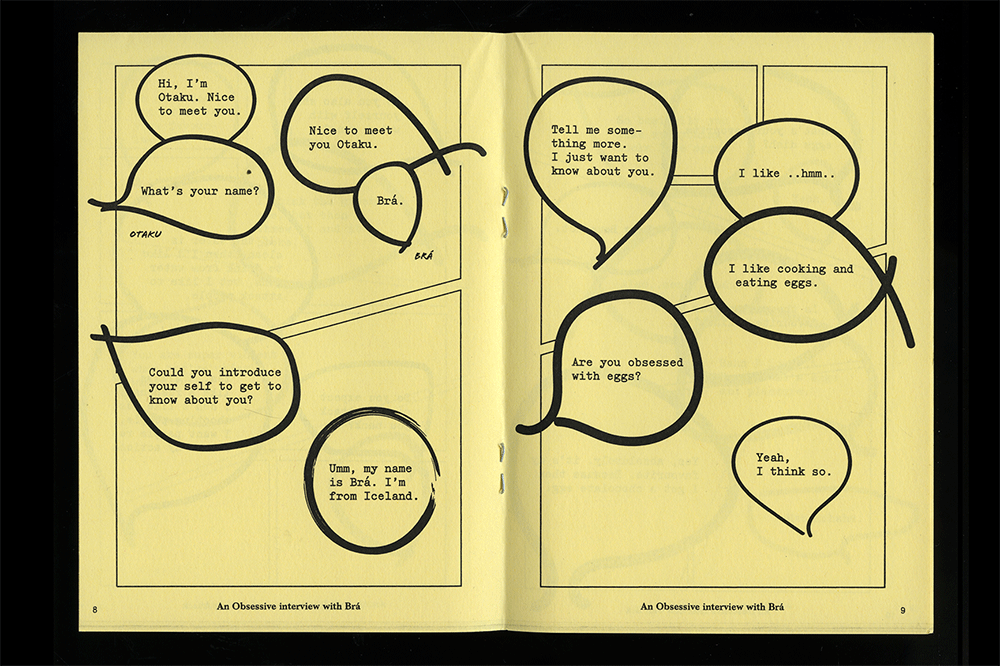 Hi, I'm
Otaku. Nice
to meet you.
What's your name?
OTAKU
Nice to meet
you Otaku.
Brá.
BRÁ
Could you introduce
your self to get to
know about you?
Umm, my name
is Brá. I'm
from Iceland.
8
An Obsessive interview with Brá
Tell me some-
thing more.
I just want to
know about you.
I like ..hmm..
I like cooking and
eating eggs.
Are you obsessed
with eggs?
Yeah,
I think so.
An Obsessive interview with Brá
9